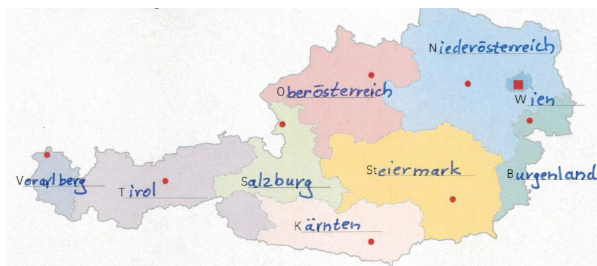 Niederösterreich
Oberösterreich
Wien
Vorarlberg
Tirol
Salzburg
Steiermark
Burgenland
Kärnten